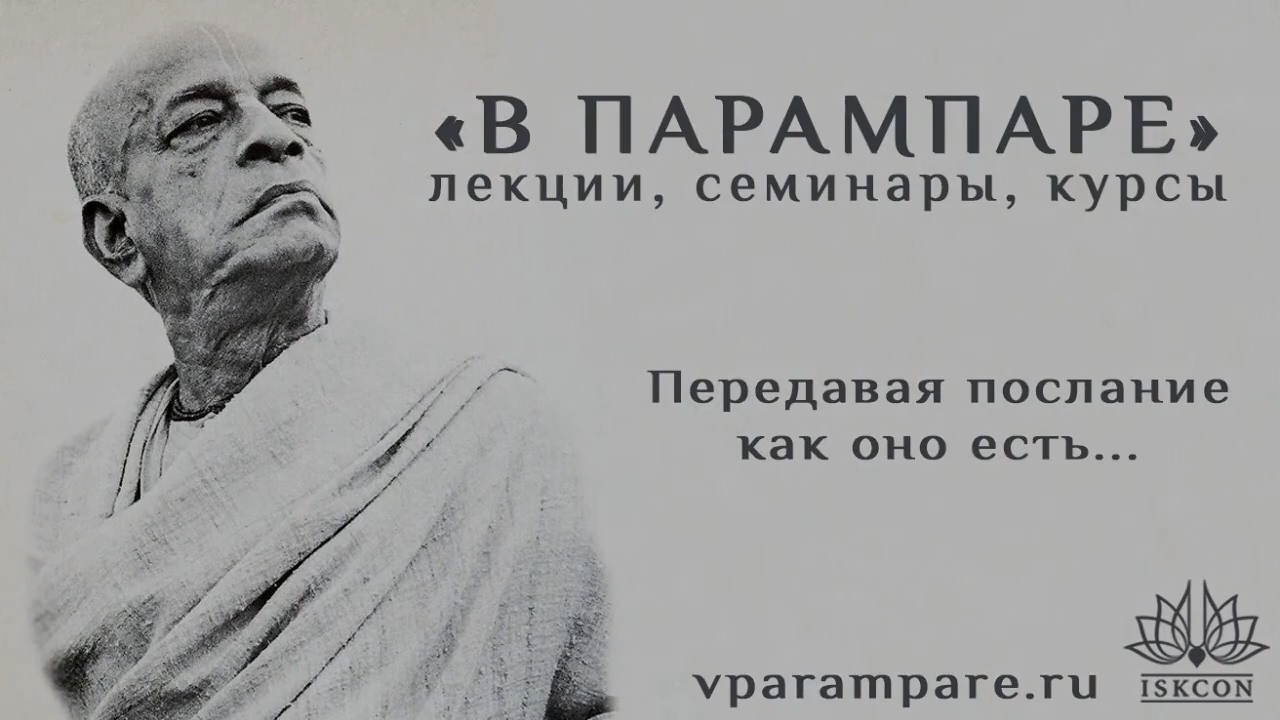 «В ПАРАМПАРЕ»
лекции, семинары, курсы
Передавая послание
как оно есть...
vparampare.ru
ISKCON